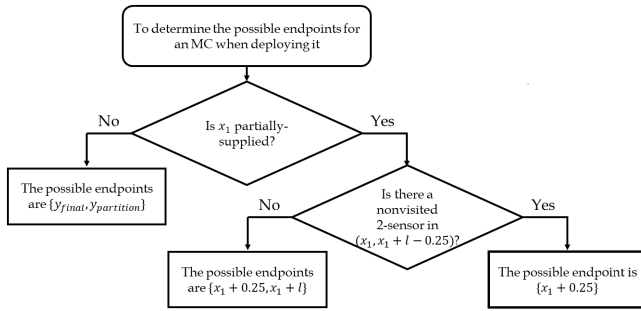 To determine the possible endpoints for
an MC when deploying it
No
Yes
Is x₁ partially-
supplied?
The possible endpoints
are {y_final, y_partition}
No
Yes
Is there a
nonvisited
2-sensor in
(x₁, x₁ + l − 0.25)?
The possible endpoints
are {x₁ + 0.25, x₁ + l}
The possible endpoint is
{x₁ + 0.25}